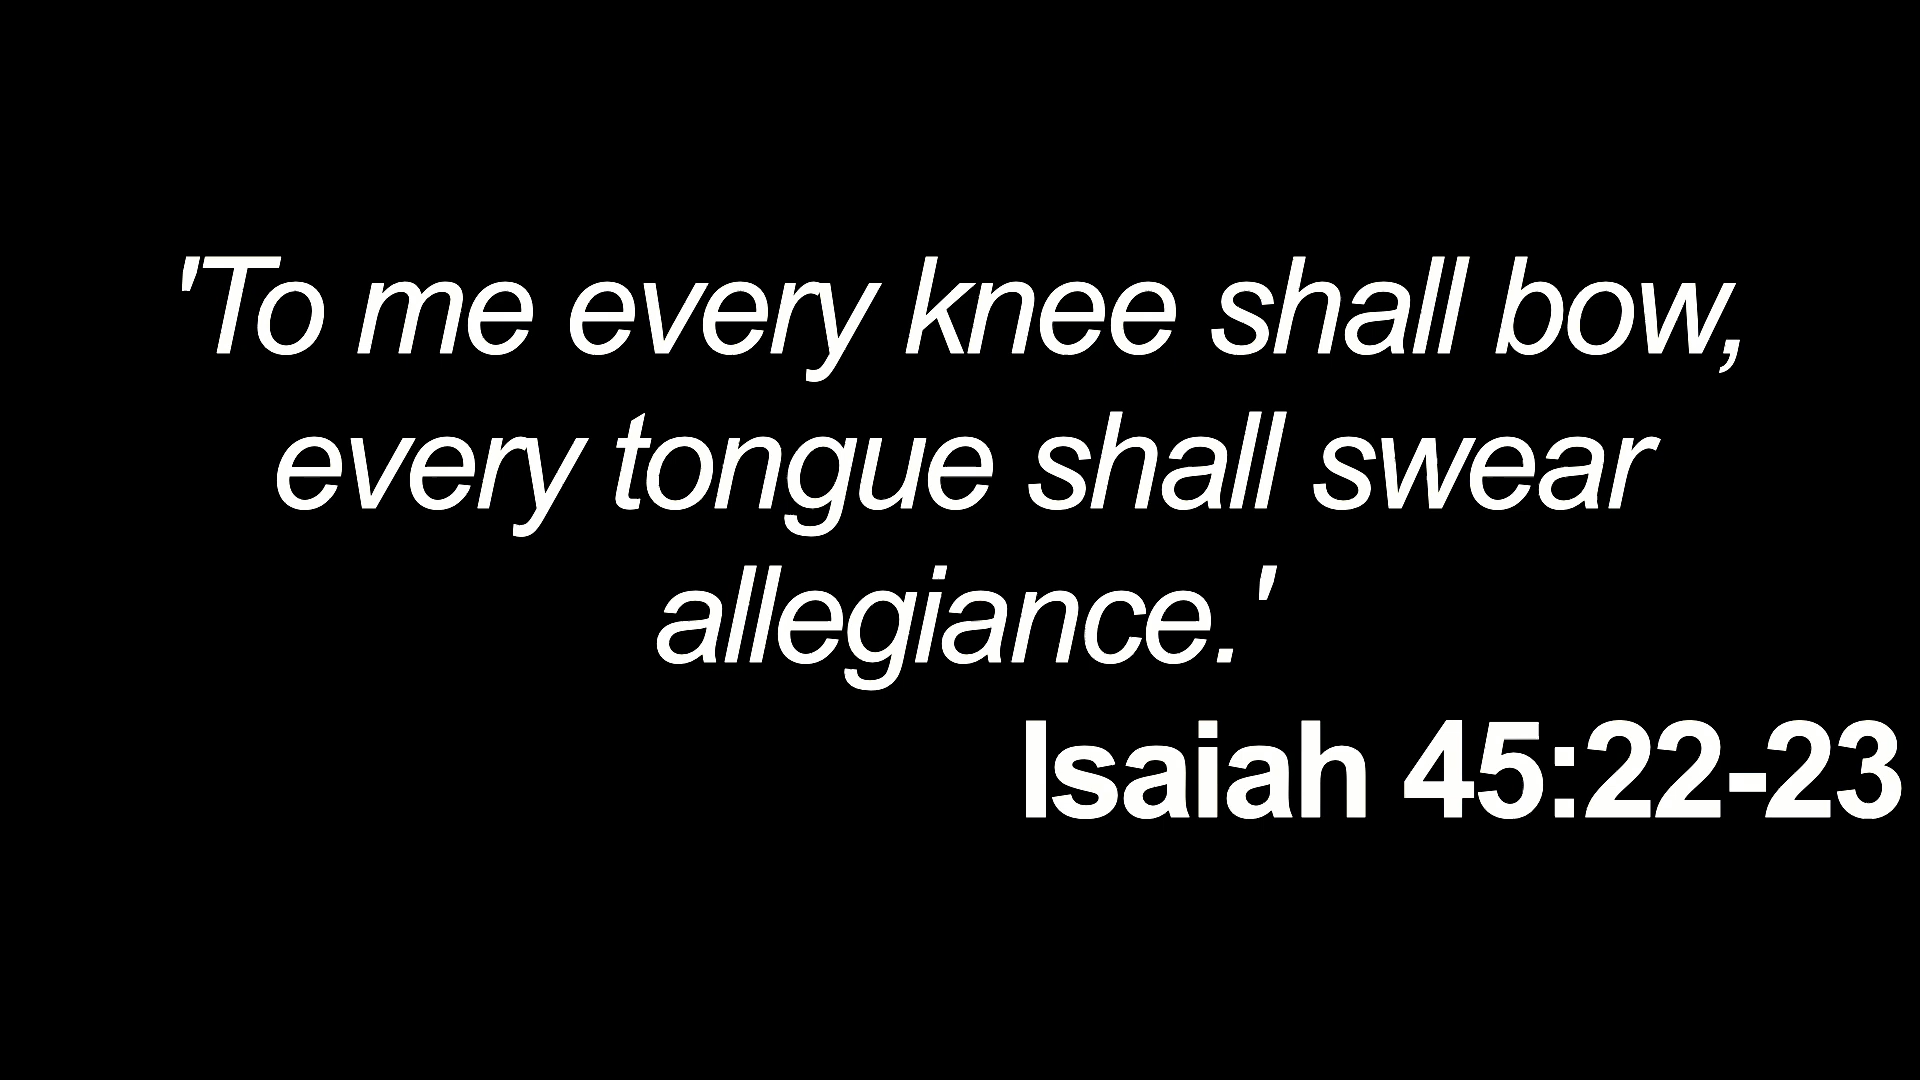 'To me every knee shall bow,
every tongue shall swear
allegiance.'
Isaiah 45:22-23